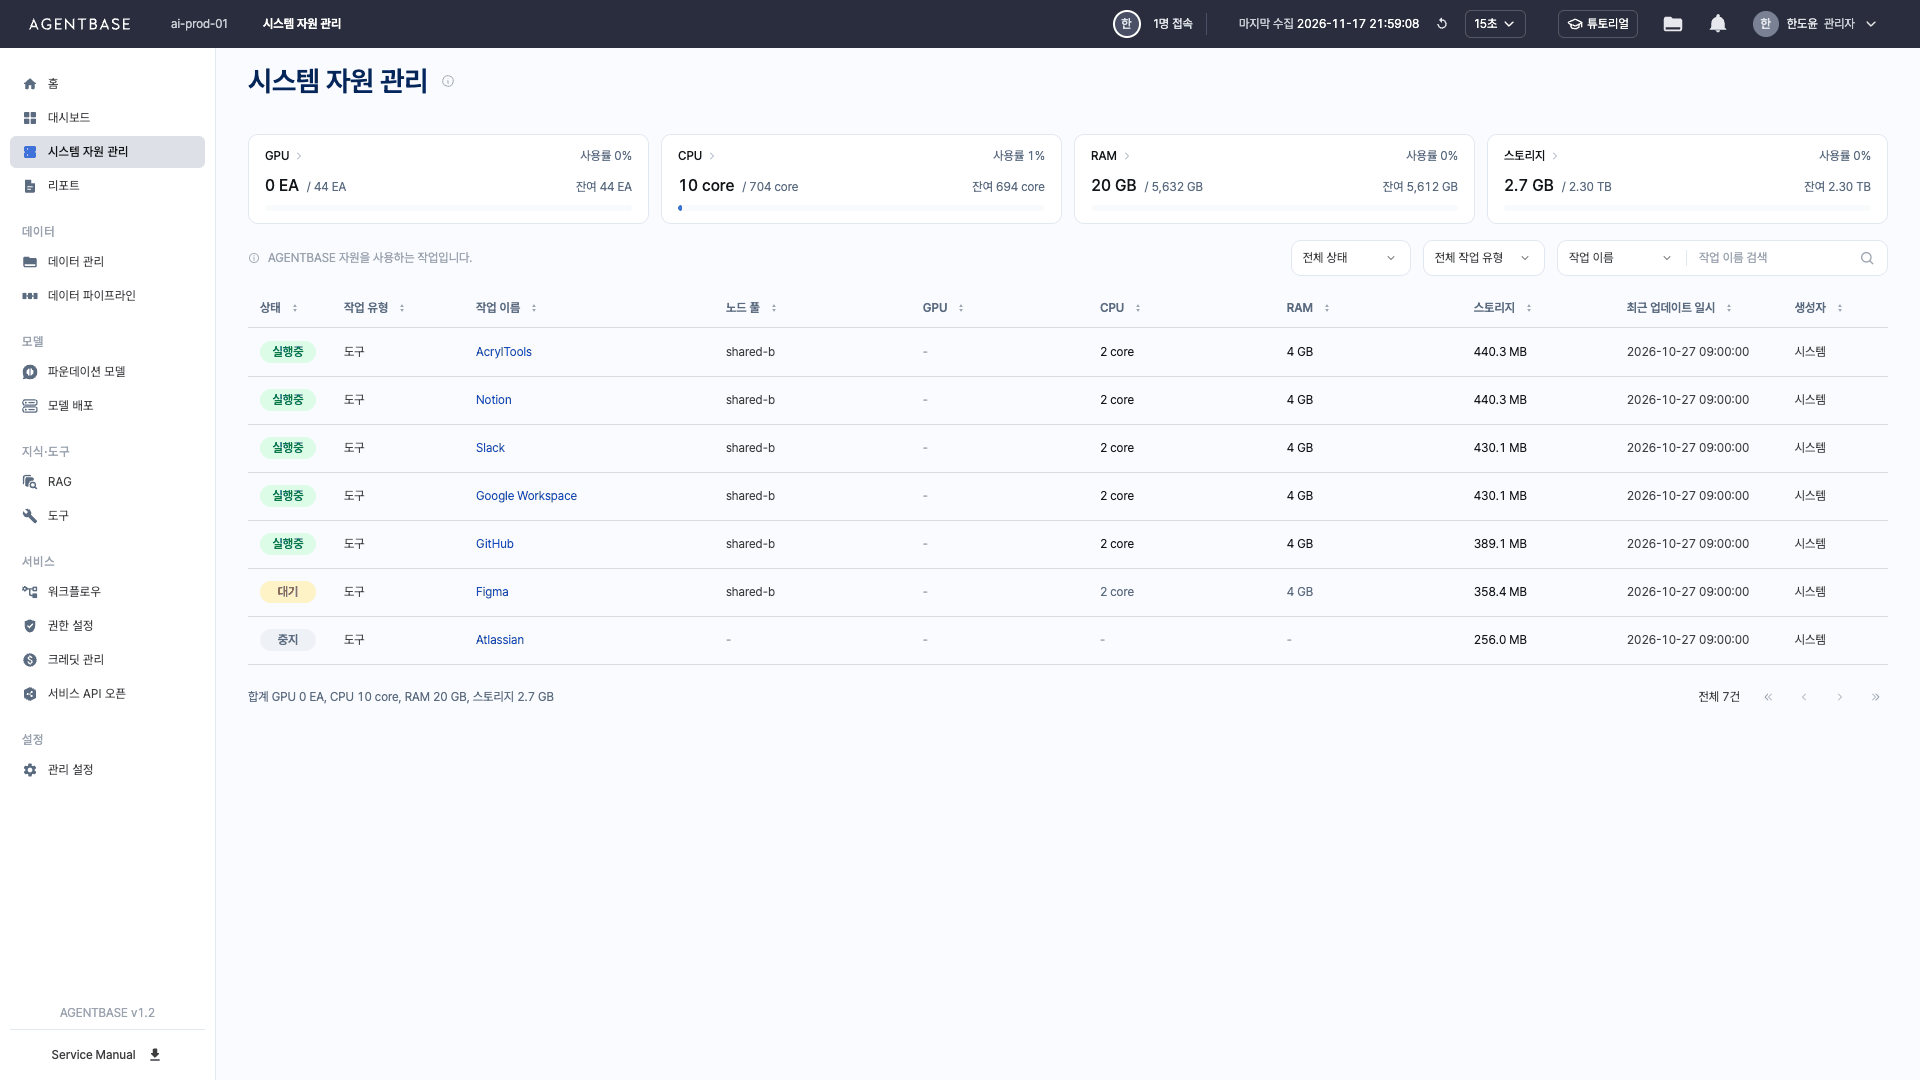 AGENTBASE ai-prod-01 시스템 자원 관리 한 1명 접속 마지막 수집 2026-11-17 21:59:08 15초 튜토리얼 한 한도윤 관리자
홈
대시보드
시스템 자원 관리
리포트
데이터
데이터 관리
데이터 파이프라인
모델
파운데이션 모델
모델 배포
지식·도구
RAG
도구
서비스
워크플로우
권한 설정
크레딧 관리
서비스 API 오픈
설정
관리 설정
AGENTBASE v1.2
Service Manual
시스템 자원 관리
GPU 사용률 0%
0 EA / 44 EA 잔여 44 EA
CPU 사용률 1%
10 core / 704 core 잔여 694 core
RAM 사용률 0%
20 GB / 5,632 GB 잔여 5,612 GB
스토리지 사용률 0%
2.7 GB / 2.30 TB 잔여 2.30 TB
AGENTBASE 자원을 사용하는 작업입니다. 전체 상태 전체 작업 유형 작업 이름 작업 이름 검색
상태 작업 유형 작업 이름 노드 풀 GPU CPU RAM 스토리지 최근 업데이트 일시 생성자
실행중 도구 AcrylTools shared-b - 2 core 4 GB 440.3 MB 2026-10-27 09:00:00 시스템
실행중 도구 Notion shared-b - 2 core 4 GB 440.3 MB 2026-10-27 09:00:00 시스템
실행중 도구 Slack shared-b - 2 core 4 GB 430.1 MB 2026-10-27 09:00:00 시스템
실행중 도구 Google Workspace shared-b - 2 core 4 GB 430.1 MB 2026-10-27 09:00:00 시스템
실행중 도구 GitHub shared-b - 2 core 4 GB 389.1 MB 2026-10-27 09:00:00 시스템
대기 도구 Figma shared-b - 2 core 4 GB 358.4 MB 2026-10-27 09:00:00 시스템
중지 도구 Atlassian - - - - 256.0 MB 2026-10-27 09:00:00 시스템
합계 GPU 0 EA, CPU 10 core, RAM 20 GB, 스토리지 2.7 GB 전체 7건